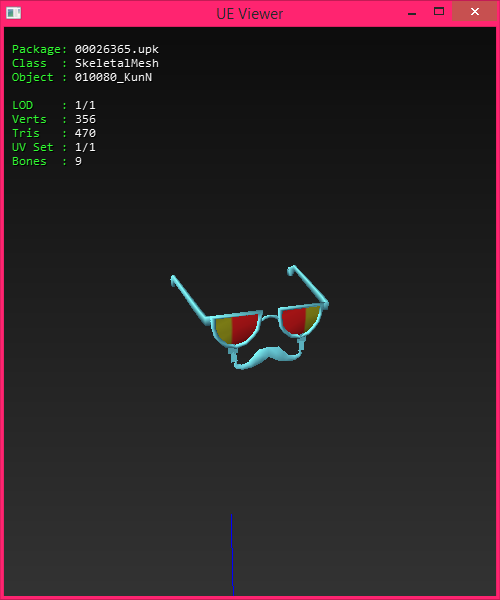 UE Viewer
Package: 00026365.upk
Class  : SkeletalMesh
Object : 010080_KunN
LOD    : 1/1
Verts  : 356
Tris   : 470
UV Set : 1/1
Bones  : 9